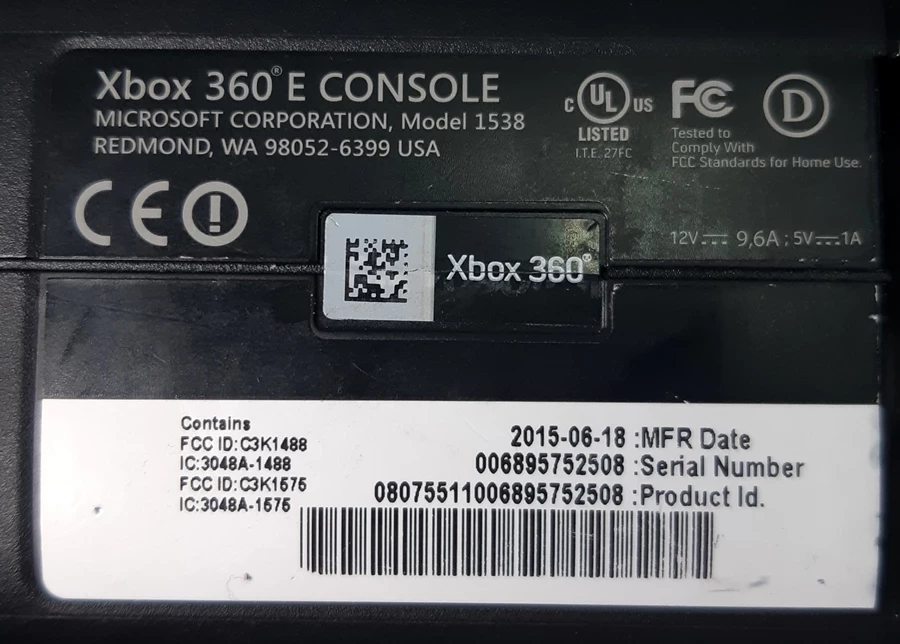 Xbox 360® E CONSOLE
MICROSOFT CORPORATION, Model 1538
REDMOND, WA 98052-6399 USA
C UL US
LISTED
I.T.E. 27FC
FC
Tested to
Comply With
FCC Standards for Home Use.
D
CE
12V⎓ 9,6A ; 5V⎓1A
Xbox 360®
Contains
FCC ID:C3K1488
IC:3048A-1488
FCC ID:C3K1575
IC:3048A-1575
2015-06-18 :MFR Date
006895752508 :Serial Number
08075511006895752508 :Product Id.